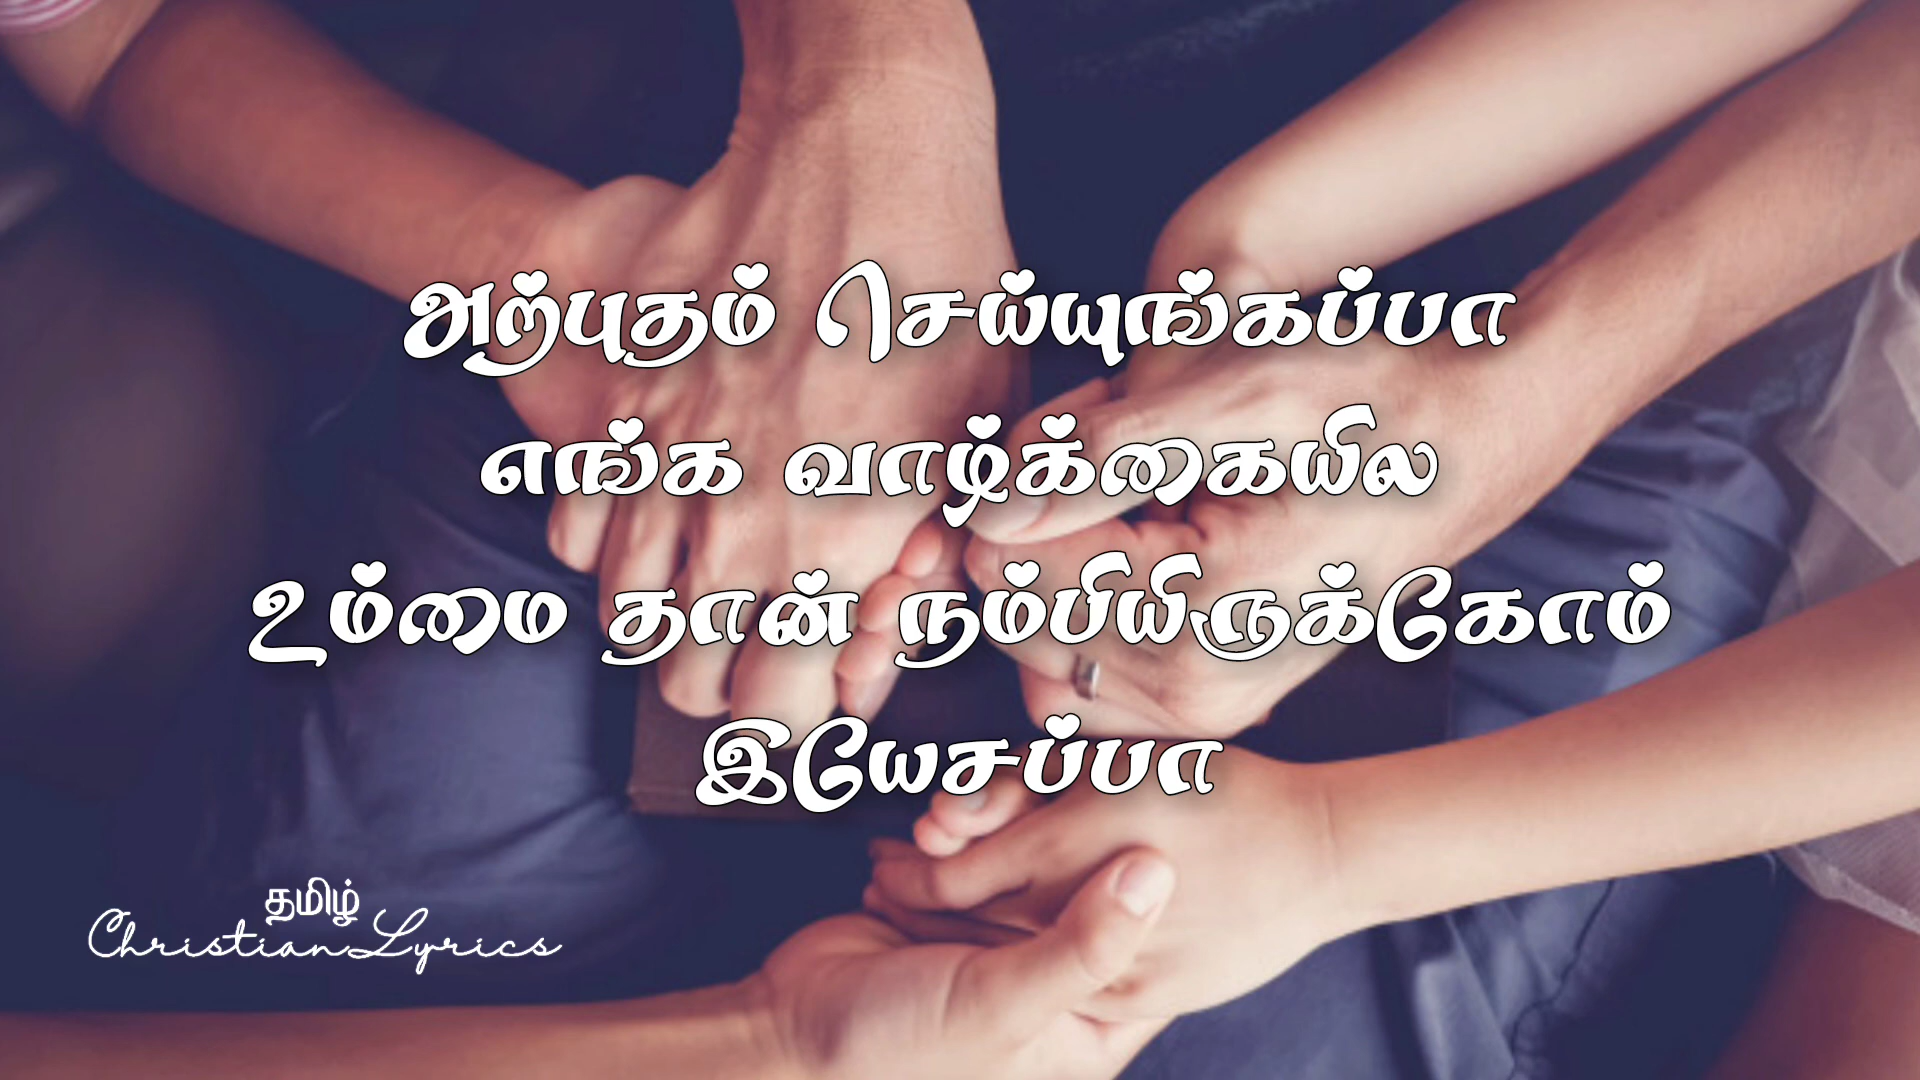 அற்புதம் செய்யுங்கப்பா
எங்க வாழ்க்கையில
உம்மை தான் நம்பியிருக்கோம்
இயேசப்பா
தமிழ்
ChristianLyrics